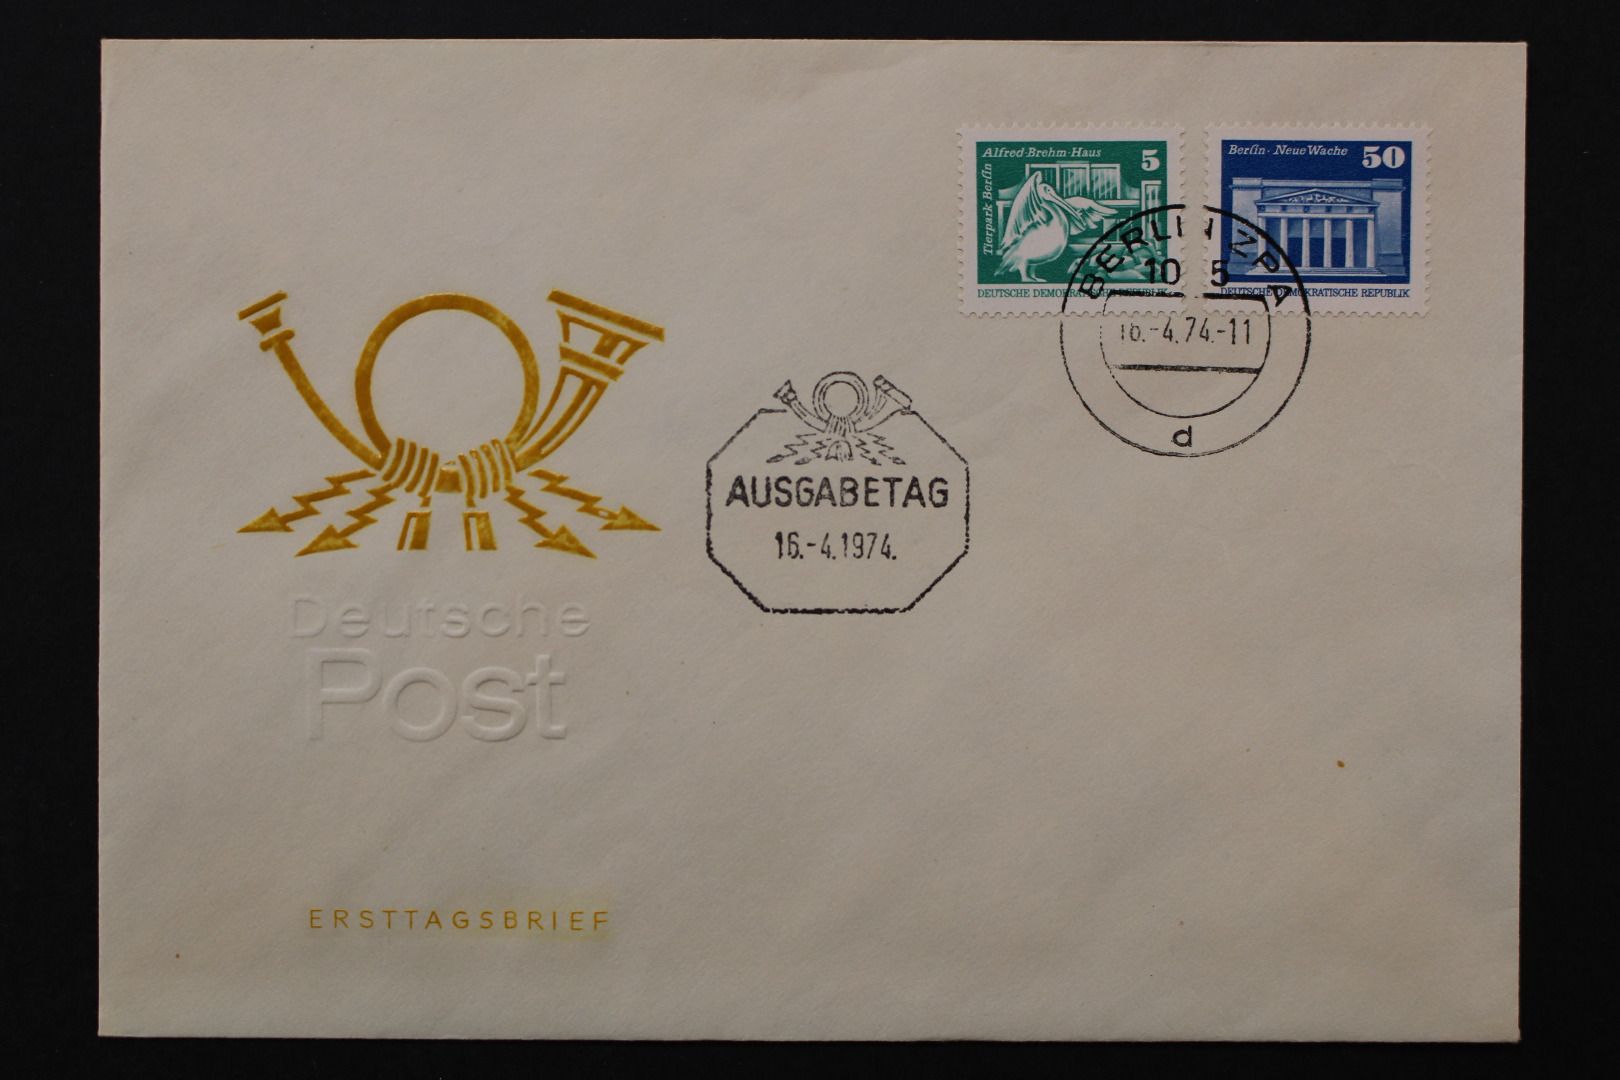 Alfred-Brehm-Haus 5
Tierpark Berlin
DEUTSCHE DEMOKRATISCHE REPUBLIK
Berlin · Neue Wache 50
DEUTSCHE DEMOKRATISCHE REPUBLIK
BERLIN ZPA
10 5
16.-4.74.-11
d
AUSGABETAG
16.-4.1974.
Deutsche
Post
ERSTTAGSBRIEF